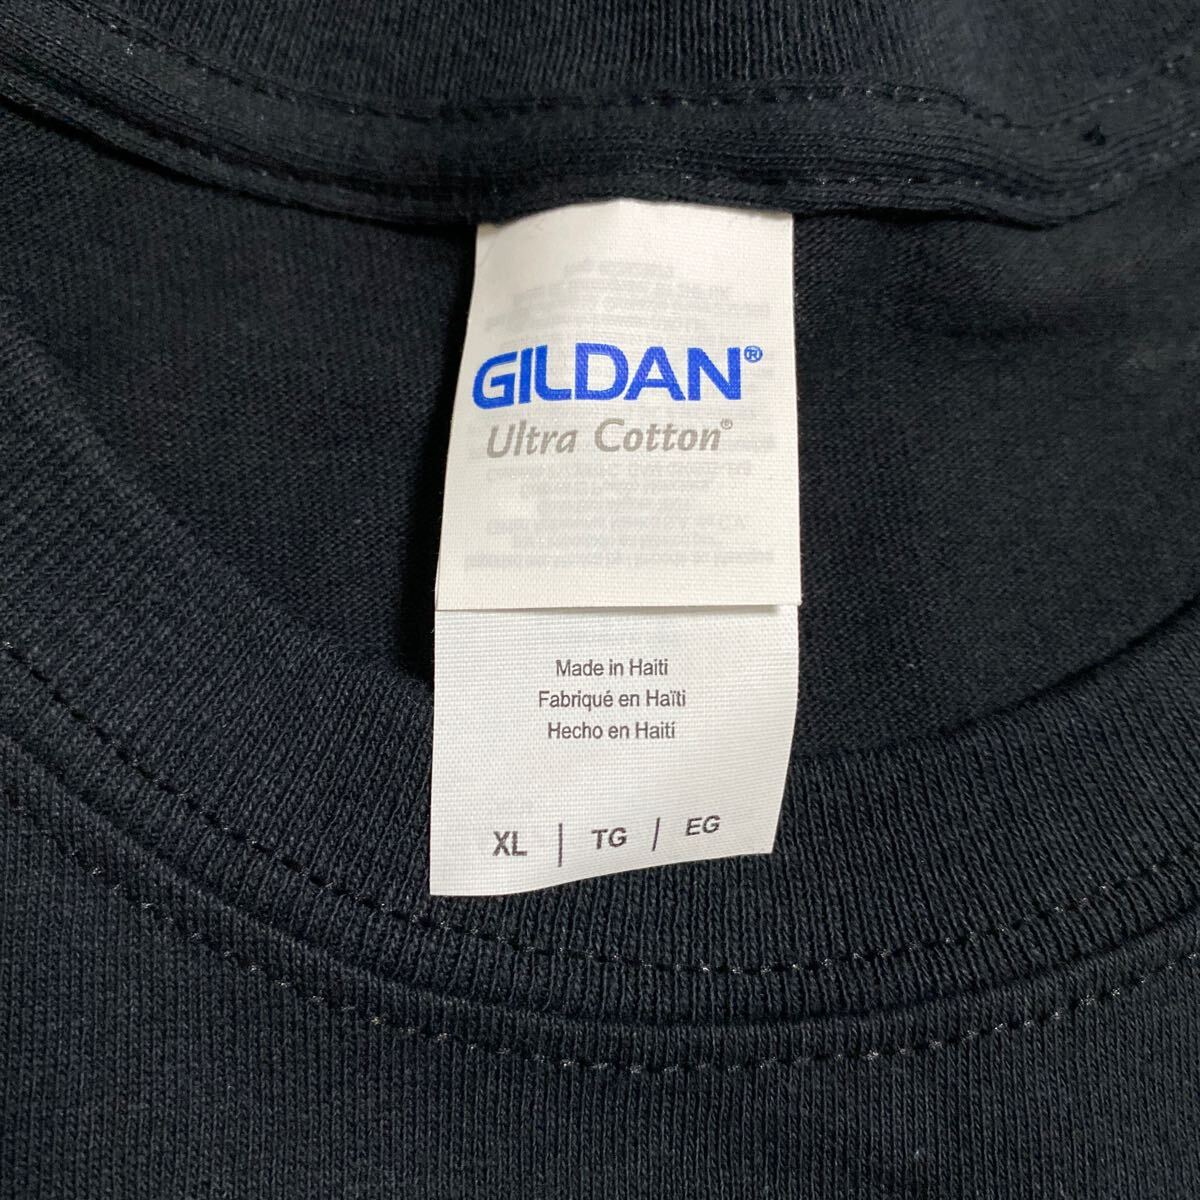 GILDAN®
Ultra Cotton®
Made in Haiti
Fabriqué en Haïti
Hecho en Haití
XL | TG / EG